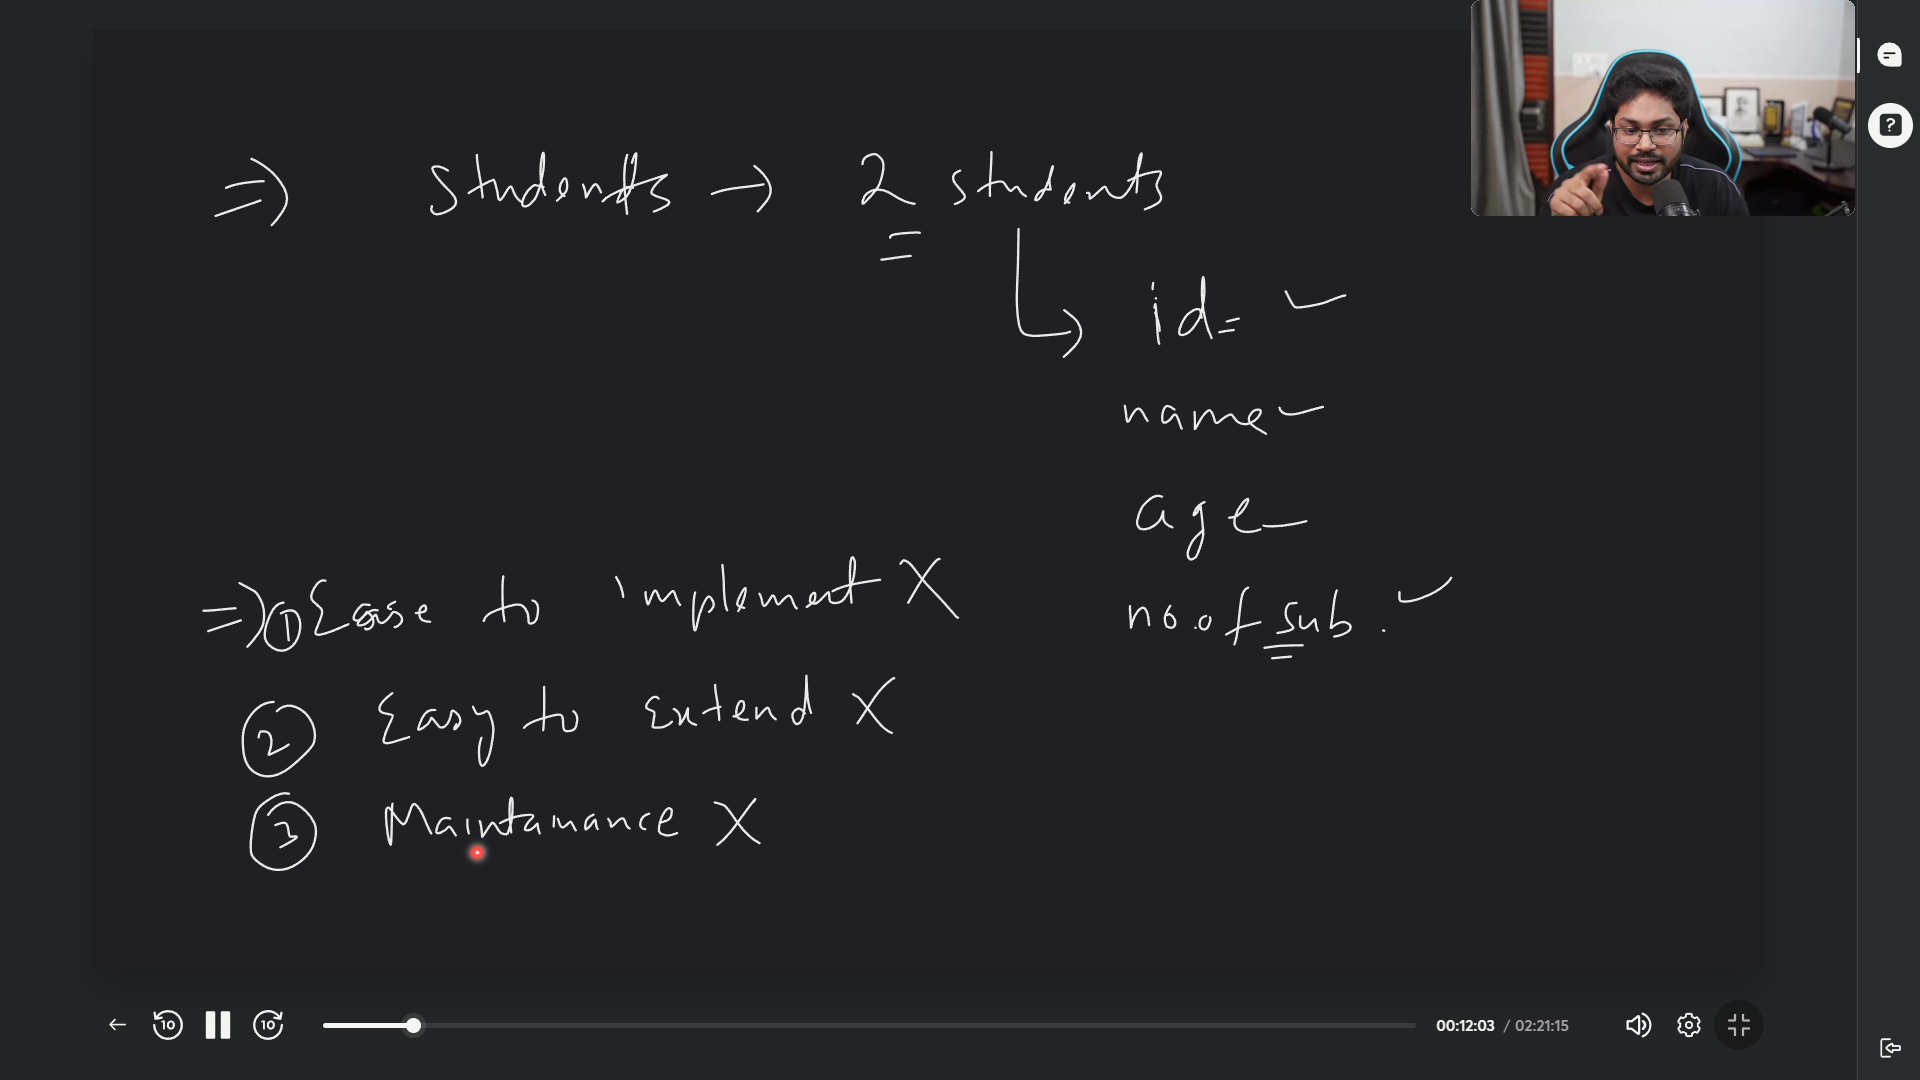 => Students → 2 students
id =
name
age
no. of sub.
=> 1 Ease to implement X
2 Easy to Extend X
3 Maintamance X
10 10 00:12:03 / 02:21:15
?